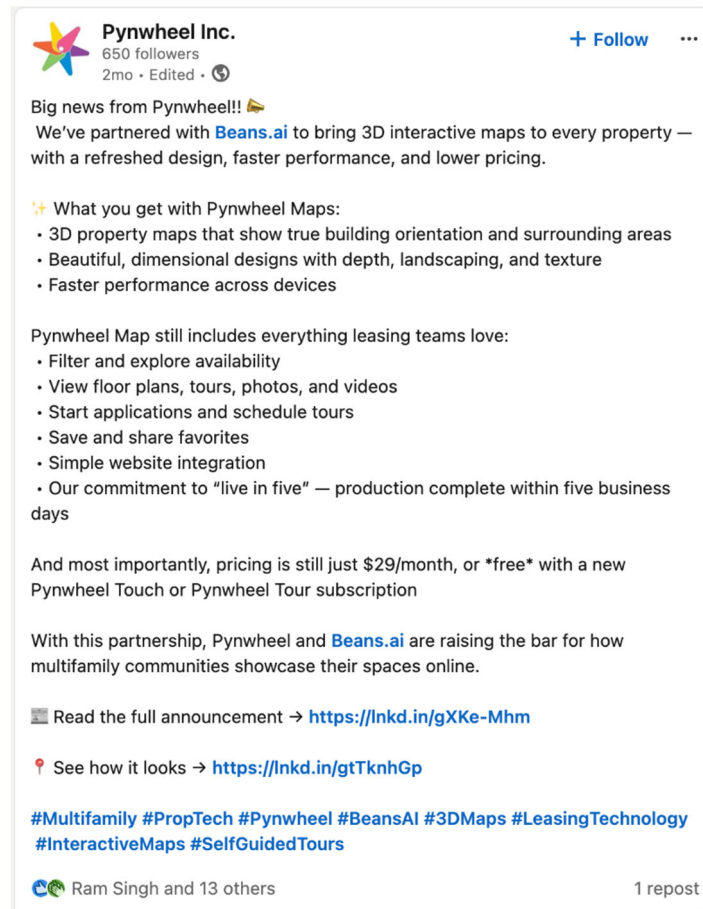 Pynwheel Inc.
650 followers
2mo • Edited •
+ Follow
...
Big news from Pynwheel!! 📣
We’ve partnered with Beans.ai to bring 3D interactive maps to every property —
with a refreshed design, faster performance, and lower pricing.
✨ What you get with Pynwheel Maps:
• 3D property maps that show true building orientation and surrounding areas
• Beautiful, dimensional designs with depth, landscaping, and texture
• Faster performance across devices
Pynwheel Map still includes everything leasing teams love:
• Filter and explore availability
• View floor plans, tours, photos, and videos
• Start applications and schedule tours
• Save and share favorites
• Simple website integration
• Our commitment to “live in five” — production complete within five business
days
And most importantly, pricing is still just $29/month, or *free* with a new
Pynwheel Touch or Pynwheel Tour subscription
With this partnership, Pynwheel and Beans.ai are raising the bar for how
multifamily communities showcase their spaces online.
📰 Read the full announcement → https://lnkd.in/gXKe-Mhm
📍 See how it looks → https://lnkd.in/gtTknhGp
#Multifamily #PropTech #Pynwheel #BeansAI #3DMaps #LeasingTechnology
#InteractiveMaps #SelfGuidedTours
Ram Singh and 13 others
1 repost